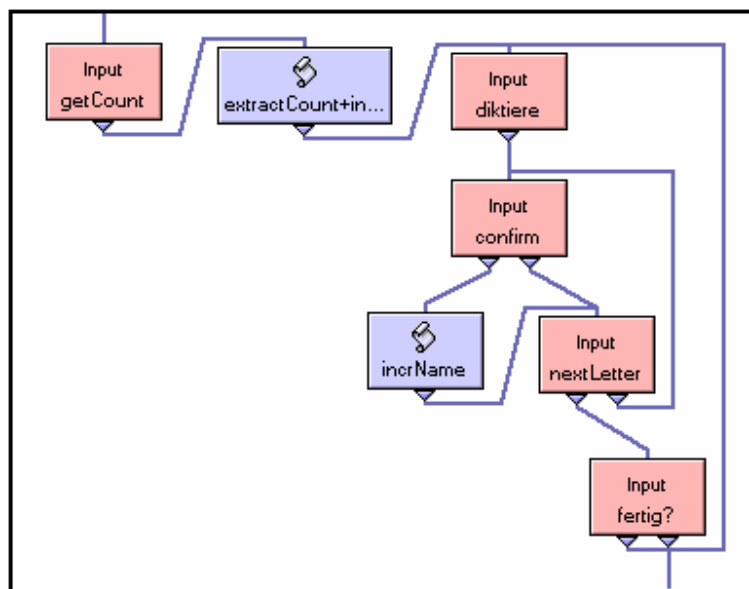 Input
getCount
extractCount+in...
Input
diktiere
Input
confirm
incrName
Input
nextLetter
Input
fertig?